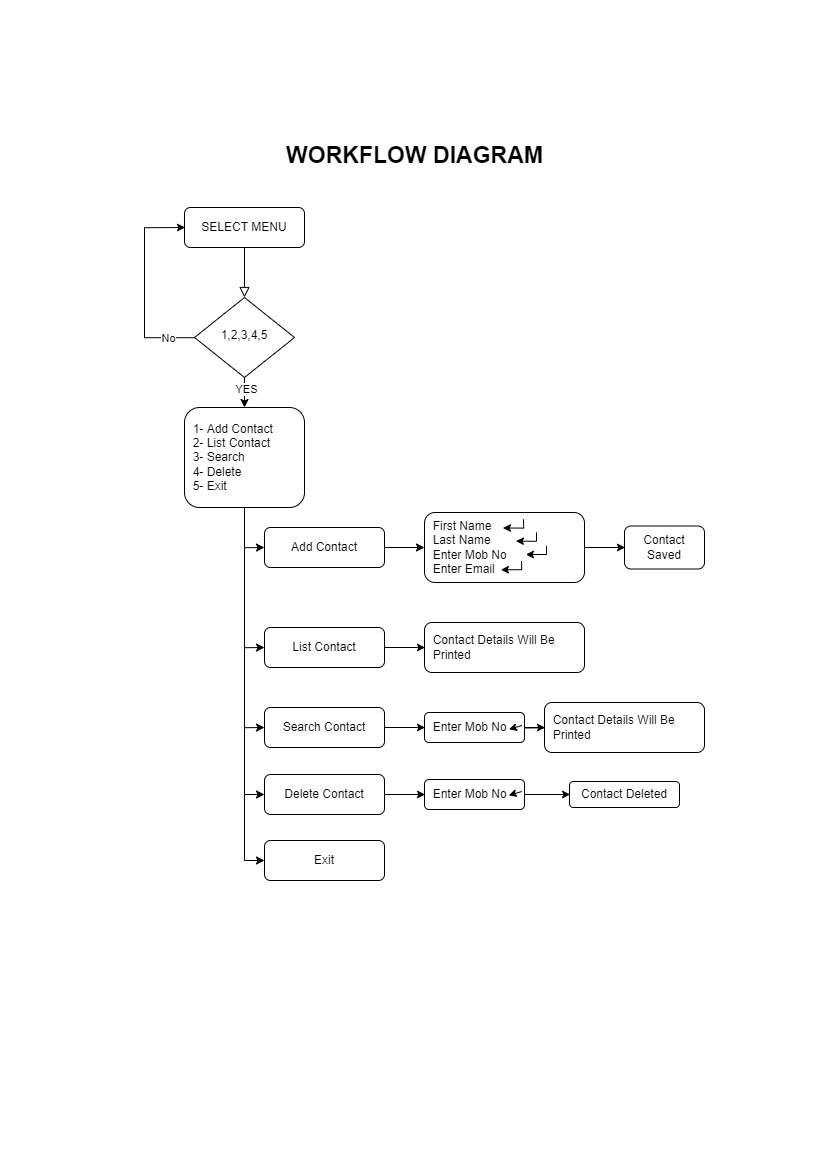 WORKFLOW DIAGRAM
SELECT MENU
1,2,3,4,5
No
YES
1- Add Contact
2- List Contact
3- Search
4- Delete
5- Exit
Add Contact
First Name
Last Name
Enter Mob No
Enter Email
Contact
Saved
List Contact
Contact Details Will Be
Printed
Search Contact
Enter Mob No
Contact Details Will Be
Printed
Delete Contact
Enter Mob No
Contact Deleted
Exit